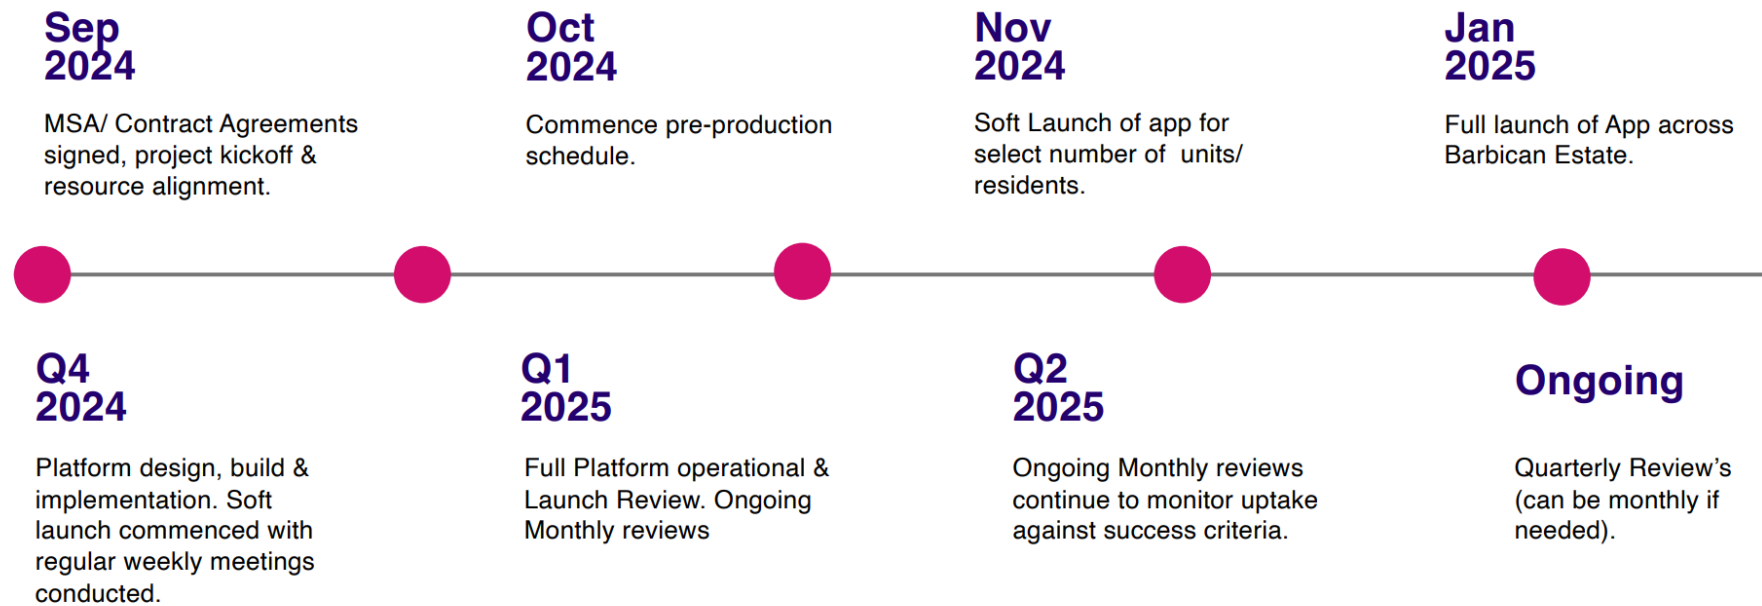 Sep
2024
MSA/ Contract Agreements
signed, project kickoff &
resource alignment.
Oct
2024
Commence pre-production
schedule.
Nov
2024
Soft Launch of app for
select number of  units/
residents.
Jan
2025
Full launch of App across
Barbican Estate.
Q4
2024
Platform design, build &
implementation. Soft
launch commenced with
regular weekly meetings
conducted.
Q1
2025
Full Platform operational &
Launch Review. Ongoing
Monthly reviews
Q2
2025
Ongoing Monthly reviews
continue to monitor uptake
against success criteria.
Ongoing
Quarterly Review’s
(can be monthly if
needed).